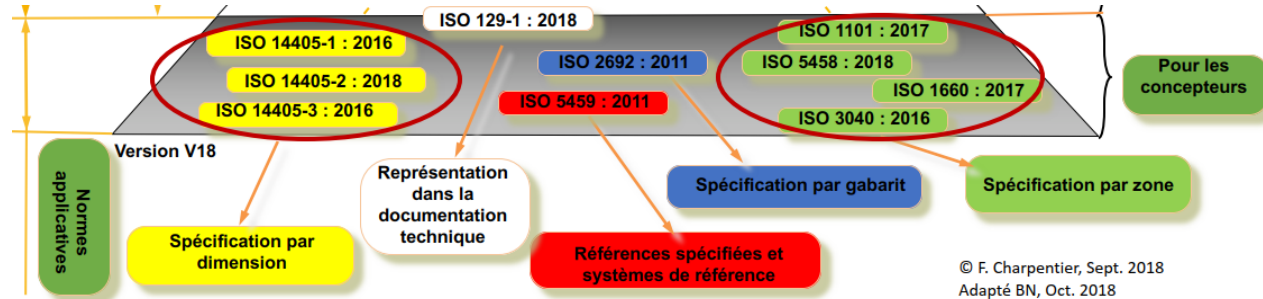 ISO 129-1 : 2018
ISO 14405-1 : 2016
ISO 1101 : 2017
ISO 2692 : 2011
ISO 5458 : 2018
ISO 14405-2 : 2018
ISO 1660 : 2017
ISO 5459 : 2011
ISO 14405-3 : 2016
ISO 3040 : 2016
Pour les
concepteurs
Version V18
Normes
applicatives
Représentation
dans la
documentation
technique
Spécification par gabarit
Spécification par zone
Spécification par
dimension
Références spécifiées et
systèmes de référence
© F. Charpentier, Sept. 2018
Adapté BN, Oct. 2018